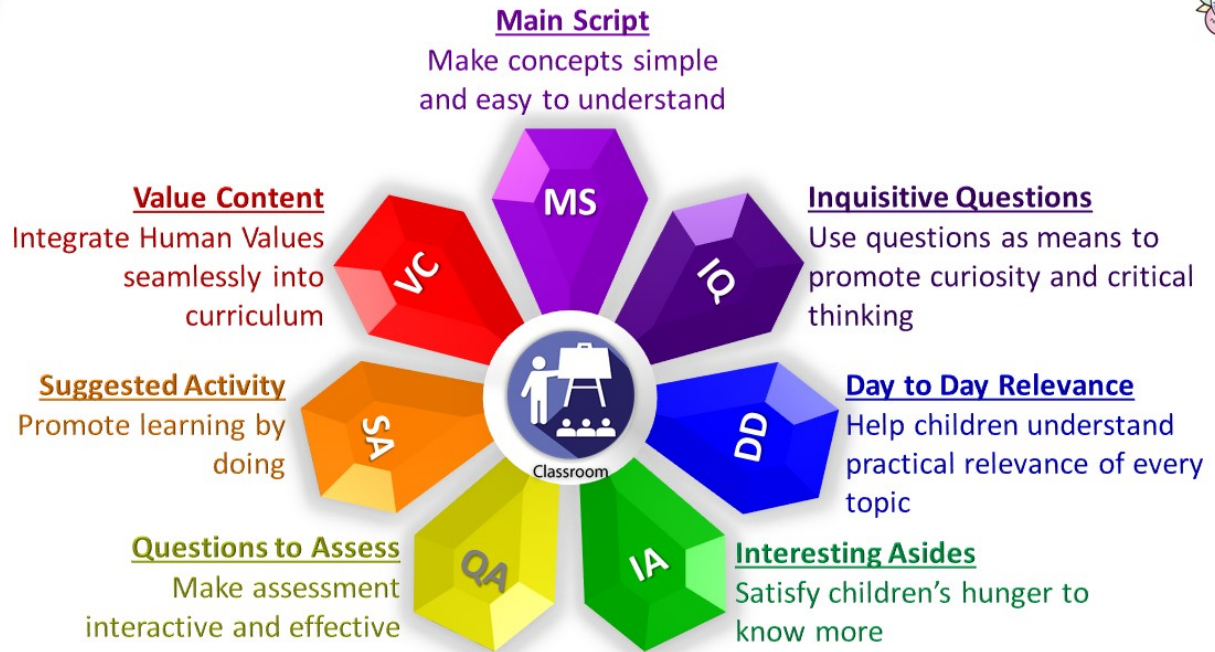 Main Script
Make concepts simple
and easy to understand
MS
Value Content
Integrate Human Values
seamlessly into
curriculum
VC
Inquisitive Questions
Use questions as means to
promote curiosity and critical
thinking
IQ
Suggested Activity
Promote learning by
doing
SA
Day to Day Relevance
Help children understand
practical relevance of every
topic
DD
Classroom
Questions to Assess
Make assessment
interactive and effective
QA
Interesting Asides
Satisfy children’s hunger to
know more
IA